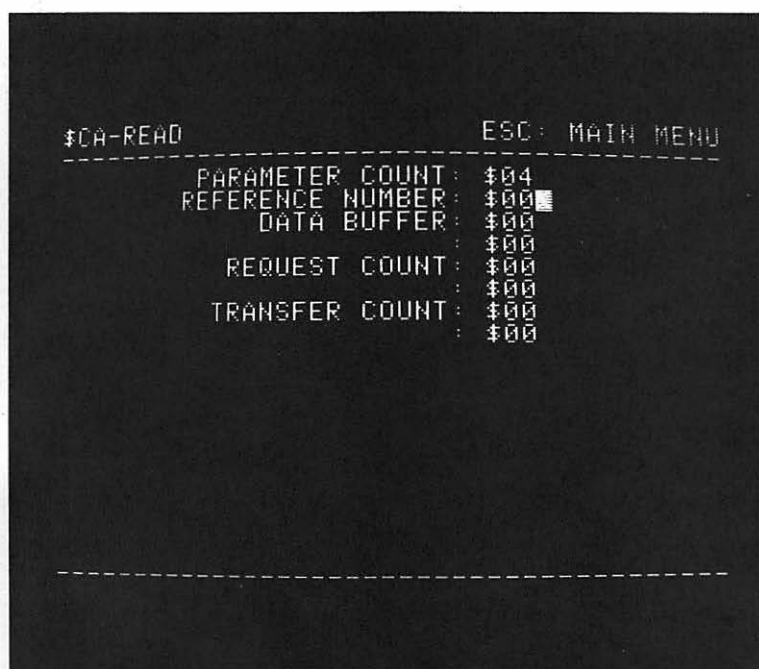 $CA-READ ESC: MAIN MENU
PARAMETER COUNT: $04
REFERENCE NUMBER: $00
DATA BUFFER: $00
: $00
REQUEST COUNT: $00
: $00
TRANSFER COUNT: $00
: $00